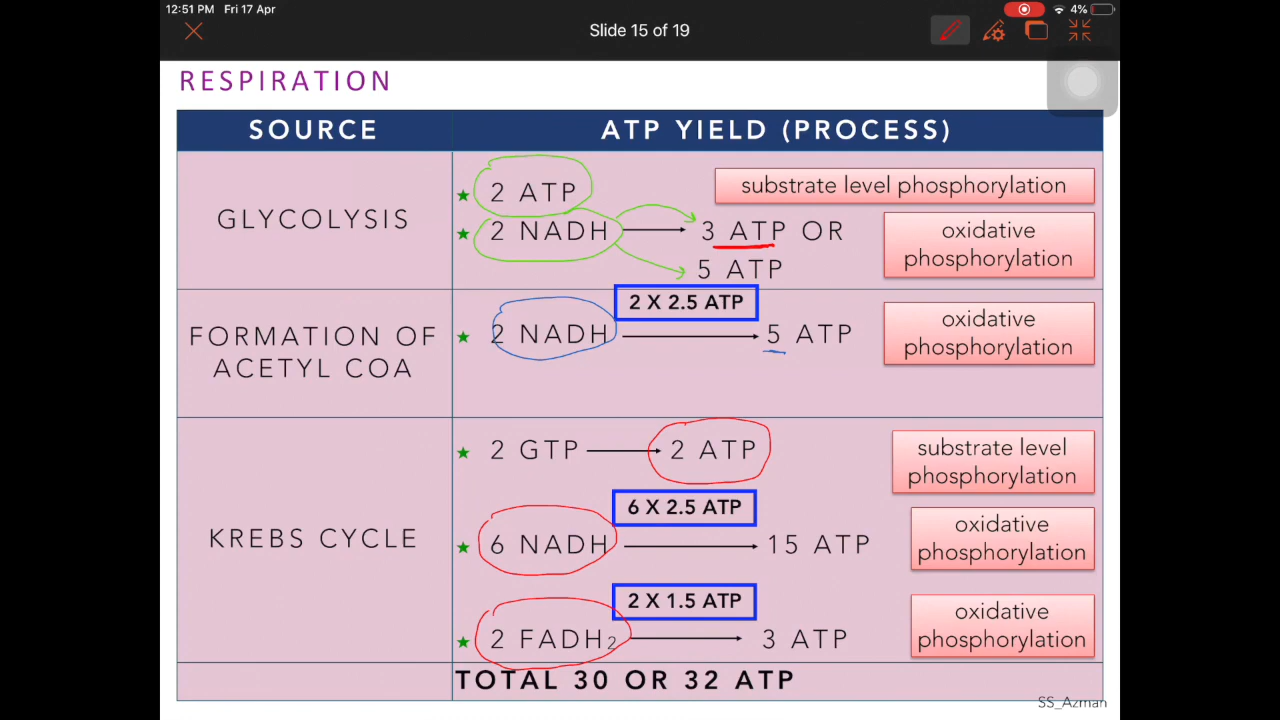 12:51 PM Fri 17 Apr
4%
Slide 15 of 19
RESPIRATION
SOURCE
ATP YIELD (PROCESS)
GLYCOLYSIS
2 ATP
substrate level phosphorylation
2 NADH
3 ATP OR
5 ATP
oxidative
phosphorylation
FORMATION OF
ACETYL COA
2 X 2.5 ATP
2 NADH
5 ATP
oxidative
phosphorylation
KREBS CYCLE
2 GTP
2 ATP
substrate level
phosphorylation
6 X 2.5 ATP
6 NADH
15 ATP
oxidative
phosphorylation
2 X 1.5 ATP
2 FADH₂
3 ATP
oxidative
phosphorylation
TOTAL 30 OR 32 ATP
SS_Azman